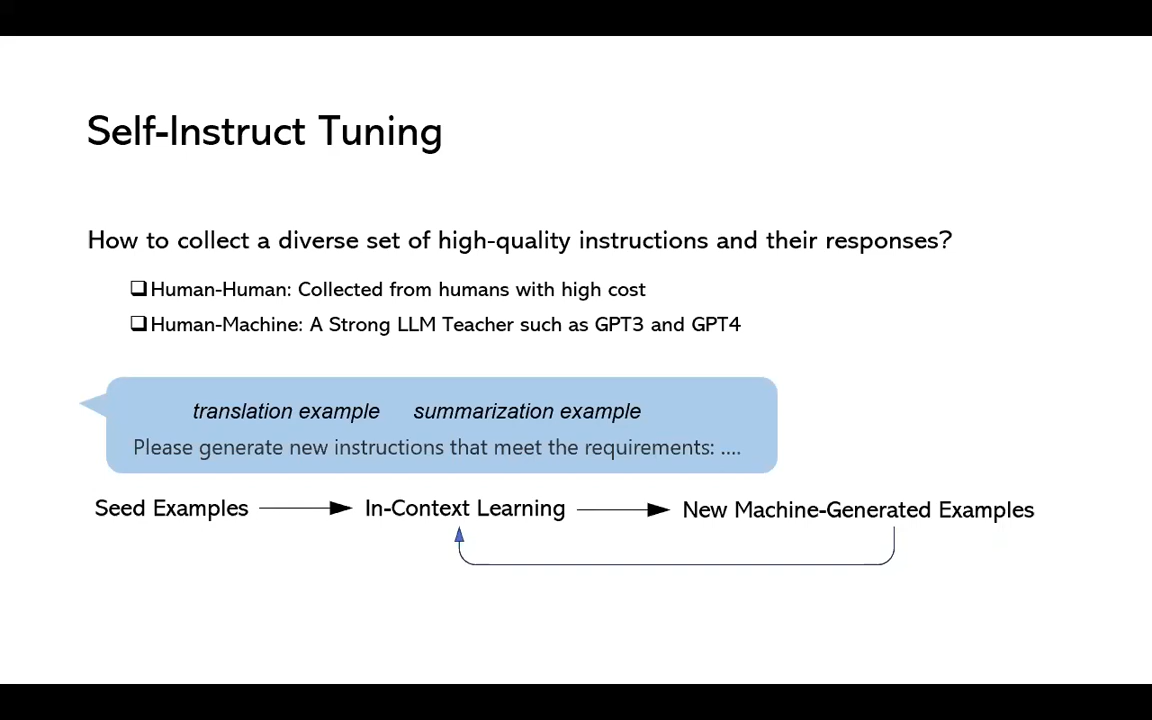 Self-Instruct Tuning
How to collect a diverse set of high-quality instructions and their responses?
❑Human-Human: Collected from humans with high cost
❑Human-Machine: A Strong LLM Teacher such as GPT3 and GPT4
translation example summarization example
Please generate new instructions that meet the requirements: ....
Seed Examples In-Context Learning New Machine-Generated Examples